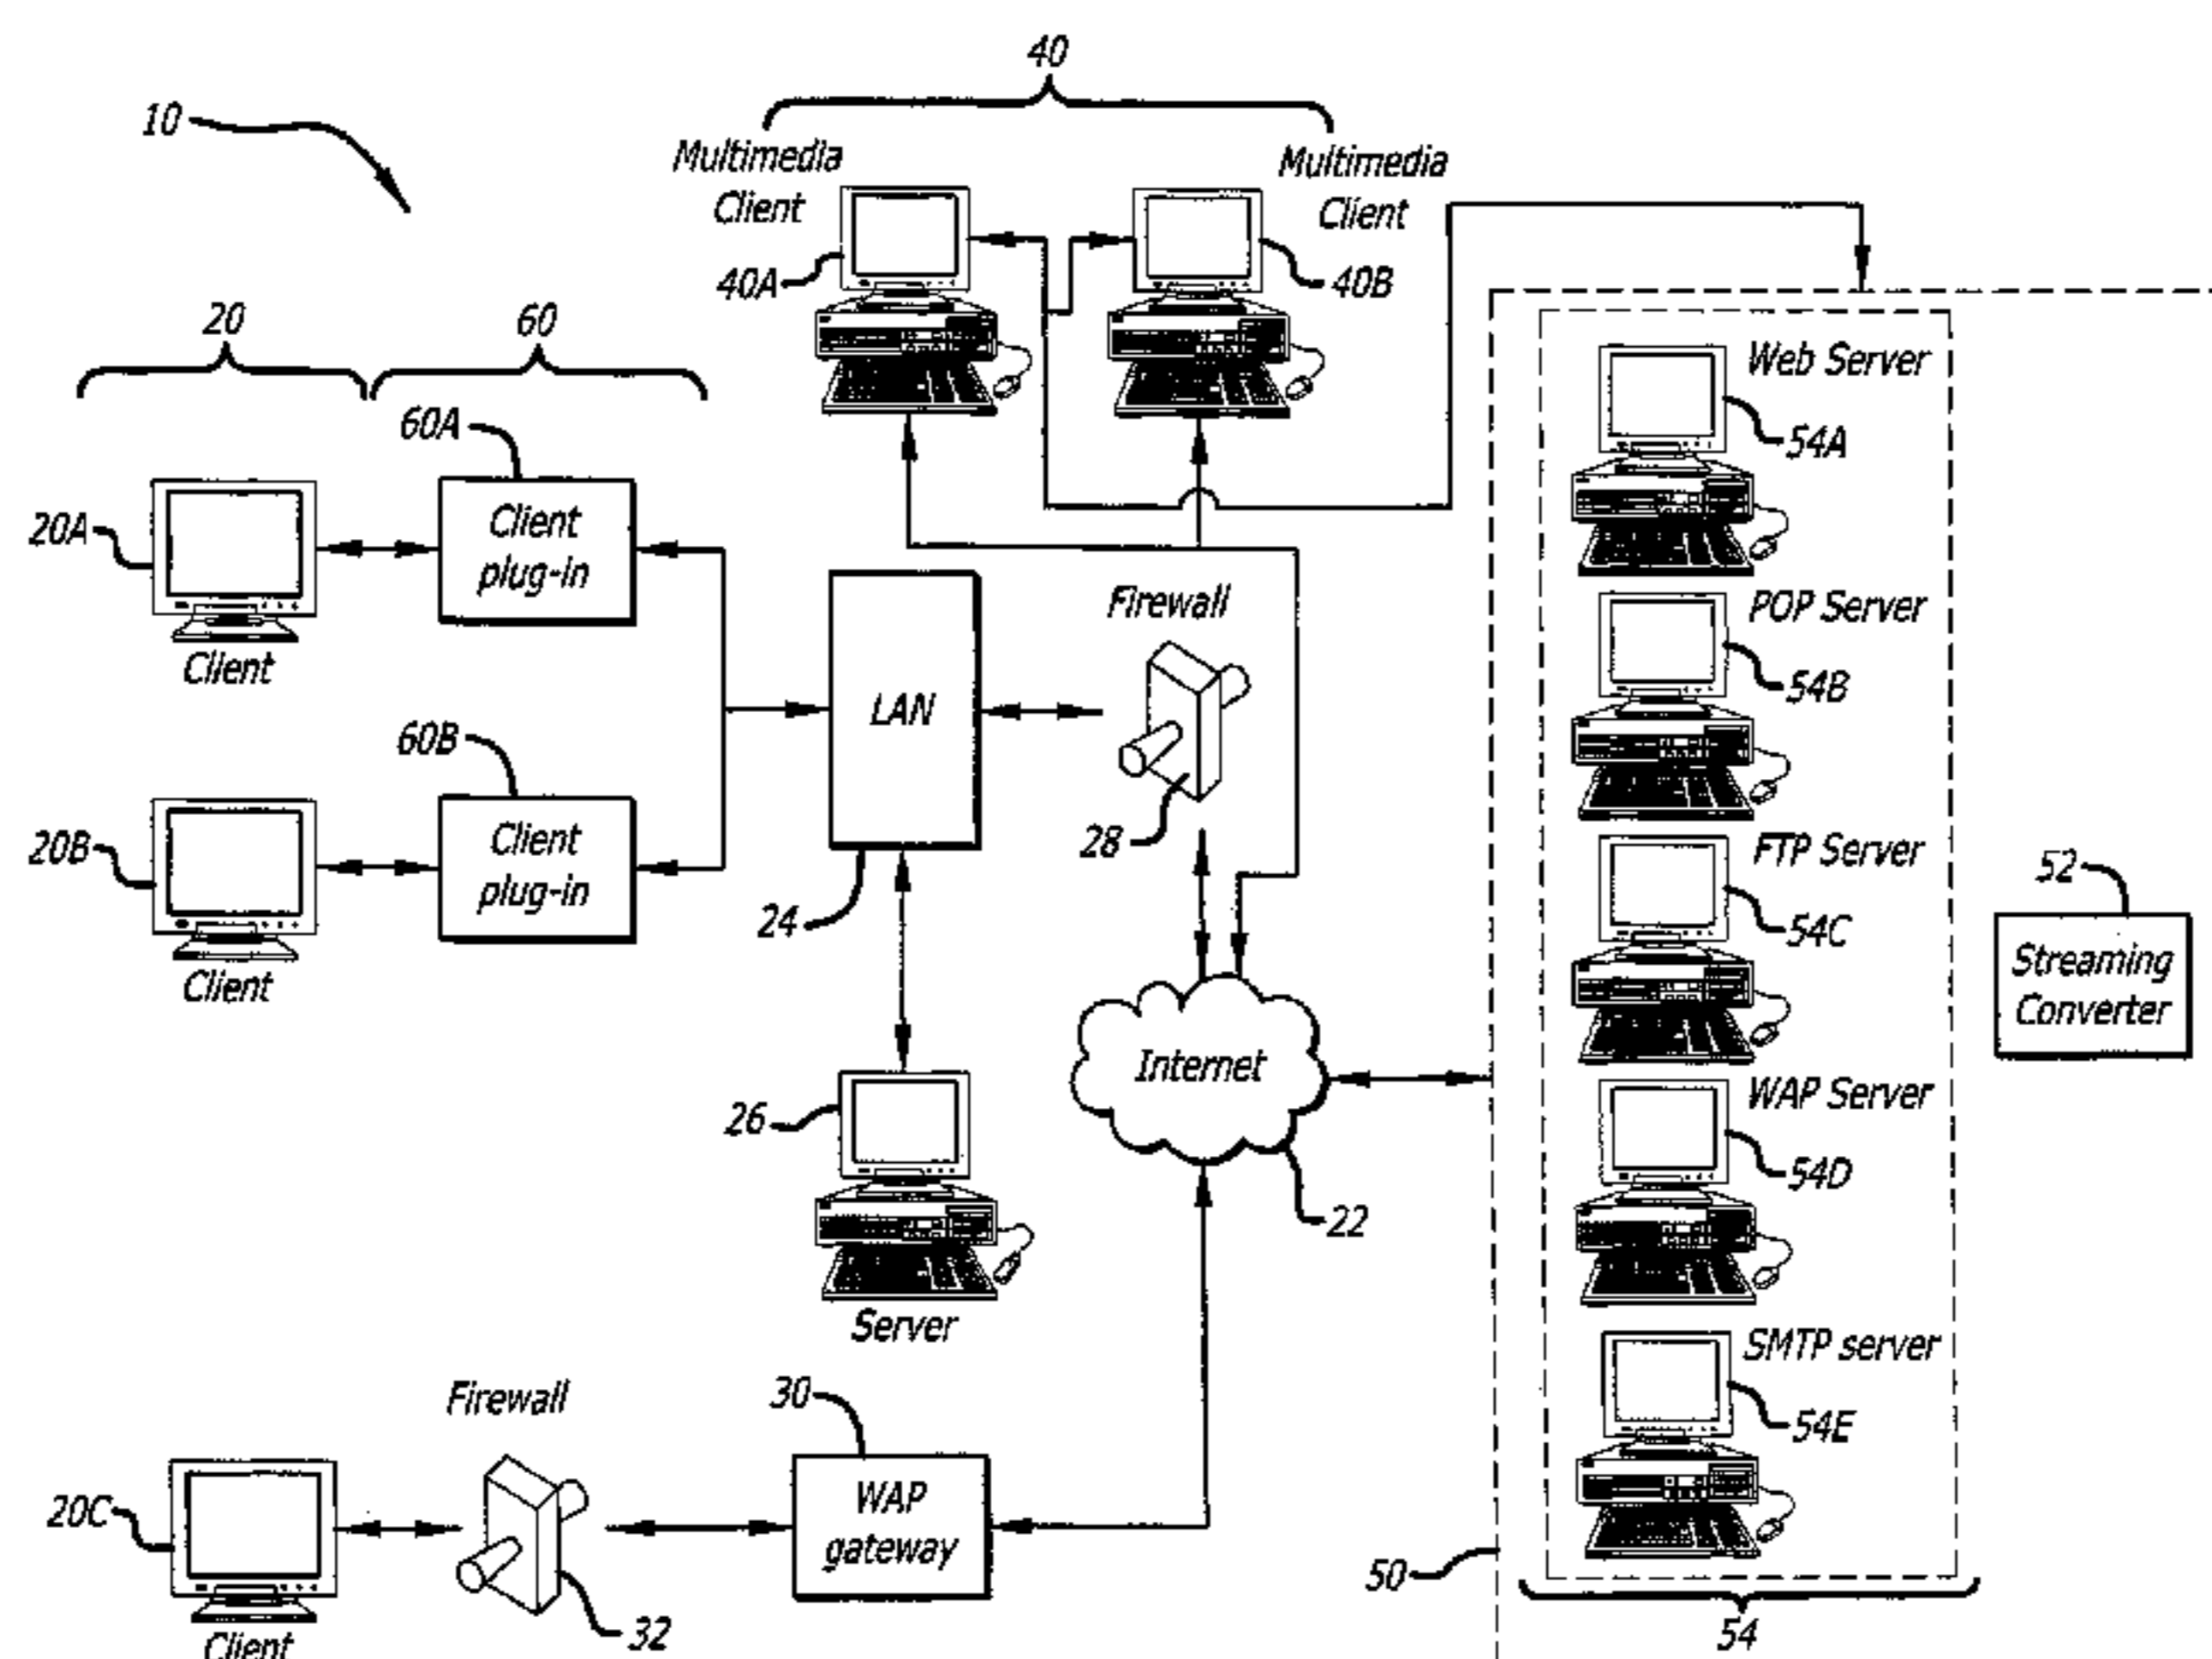 40
10
Multimedia
Client
Multimedia
Client
40A
40B
20
60
60A
Web Server
54A
20A
Client
plug-in
Client
Firewall
POP Server
54B
LAN
60B
20B
Client
plug-in
Client
28
24
FTP Server
54C
52
Streaming
Converter
Internet
26
22
WAP Server
54D
Server
SMTP server
54E
Firewall
30
WAP
gateway
20C
32
Client
50
54